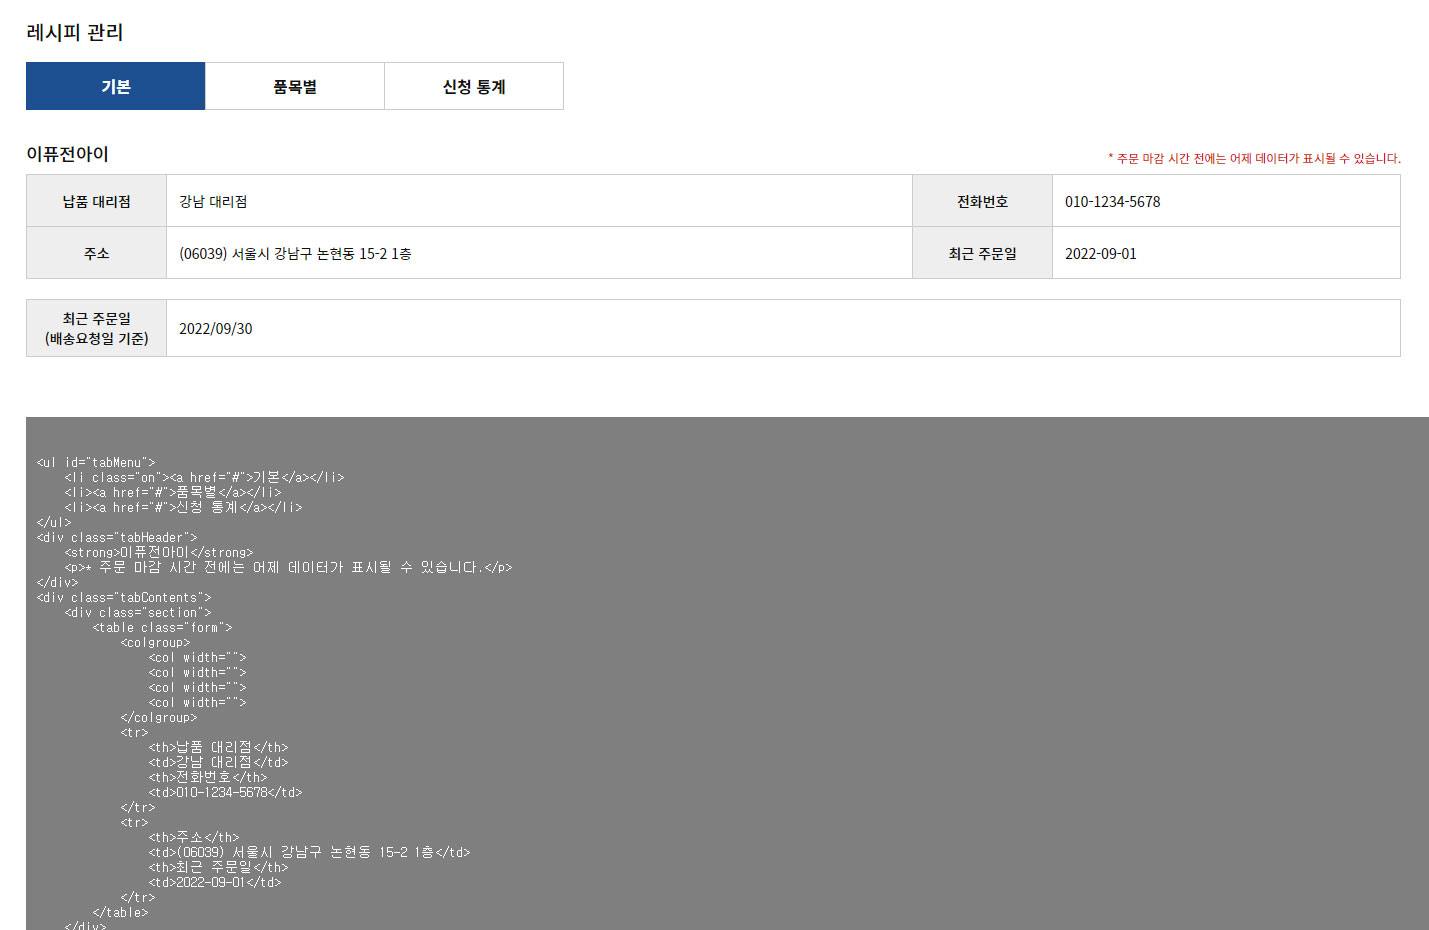 레시피 관리
기본 품목별 신청 통계
이퓨전아이 * 주문 마감 시간 전에는 어제 데이터가 표시될 수 있습니다.
납품 대리점 강남 대리점 전화번호 010-1234-5678
주소 (06039) 서울시 강남구 논현동 15-2 1층 최근 주문일 2022-09-01
최근 주문일
(배송요청일 기준) 2022/09/30
<ul id="tabMenu">
    <li class="on"><a href="#">기본</a></li>
    <li><a href="#">품목별</a></li>
    <li><a href="#">신청 통계</a></li>
</ul>
<div class="tabHeader">
    <strong>이퓨전아이</strong>
    <p>* 주문 마감 시간 전에는 어제 데이터가 표시될 수 있습니다.</p>
</div>
<div class="tabContents">
    <div class="section">
        <table class="form">
            <colgroup>
                <col width="">
                <col width="">
                <col width="">
                <col width="">
            </colgroup>
            <tr>
                <th>납품 대리점</th>
                <td>강남 대리점</td>
                <th>전화번호</th>
                <td>010-1234-5678</td>
            </tr>
            <tr>
                <th>주소</th>
                <td>(06039) 서울시 강남구 논현동 15-2 1층</td>
                <th>최근 주문일</th>
                <td>2022-09-01</td>
            </tr>
        </table>
    </div>